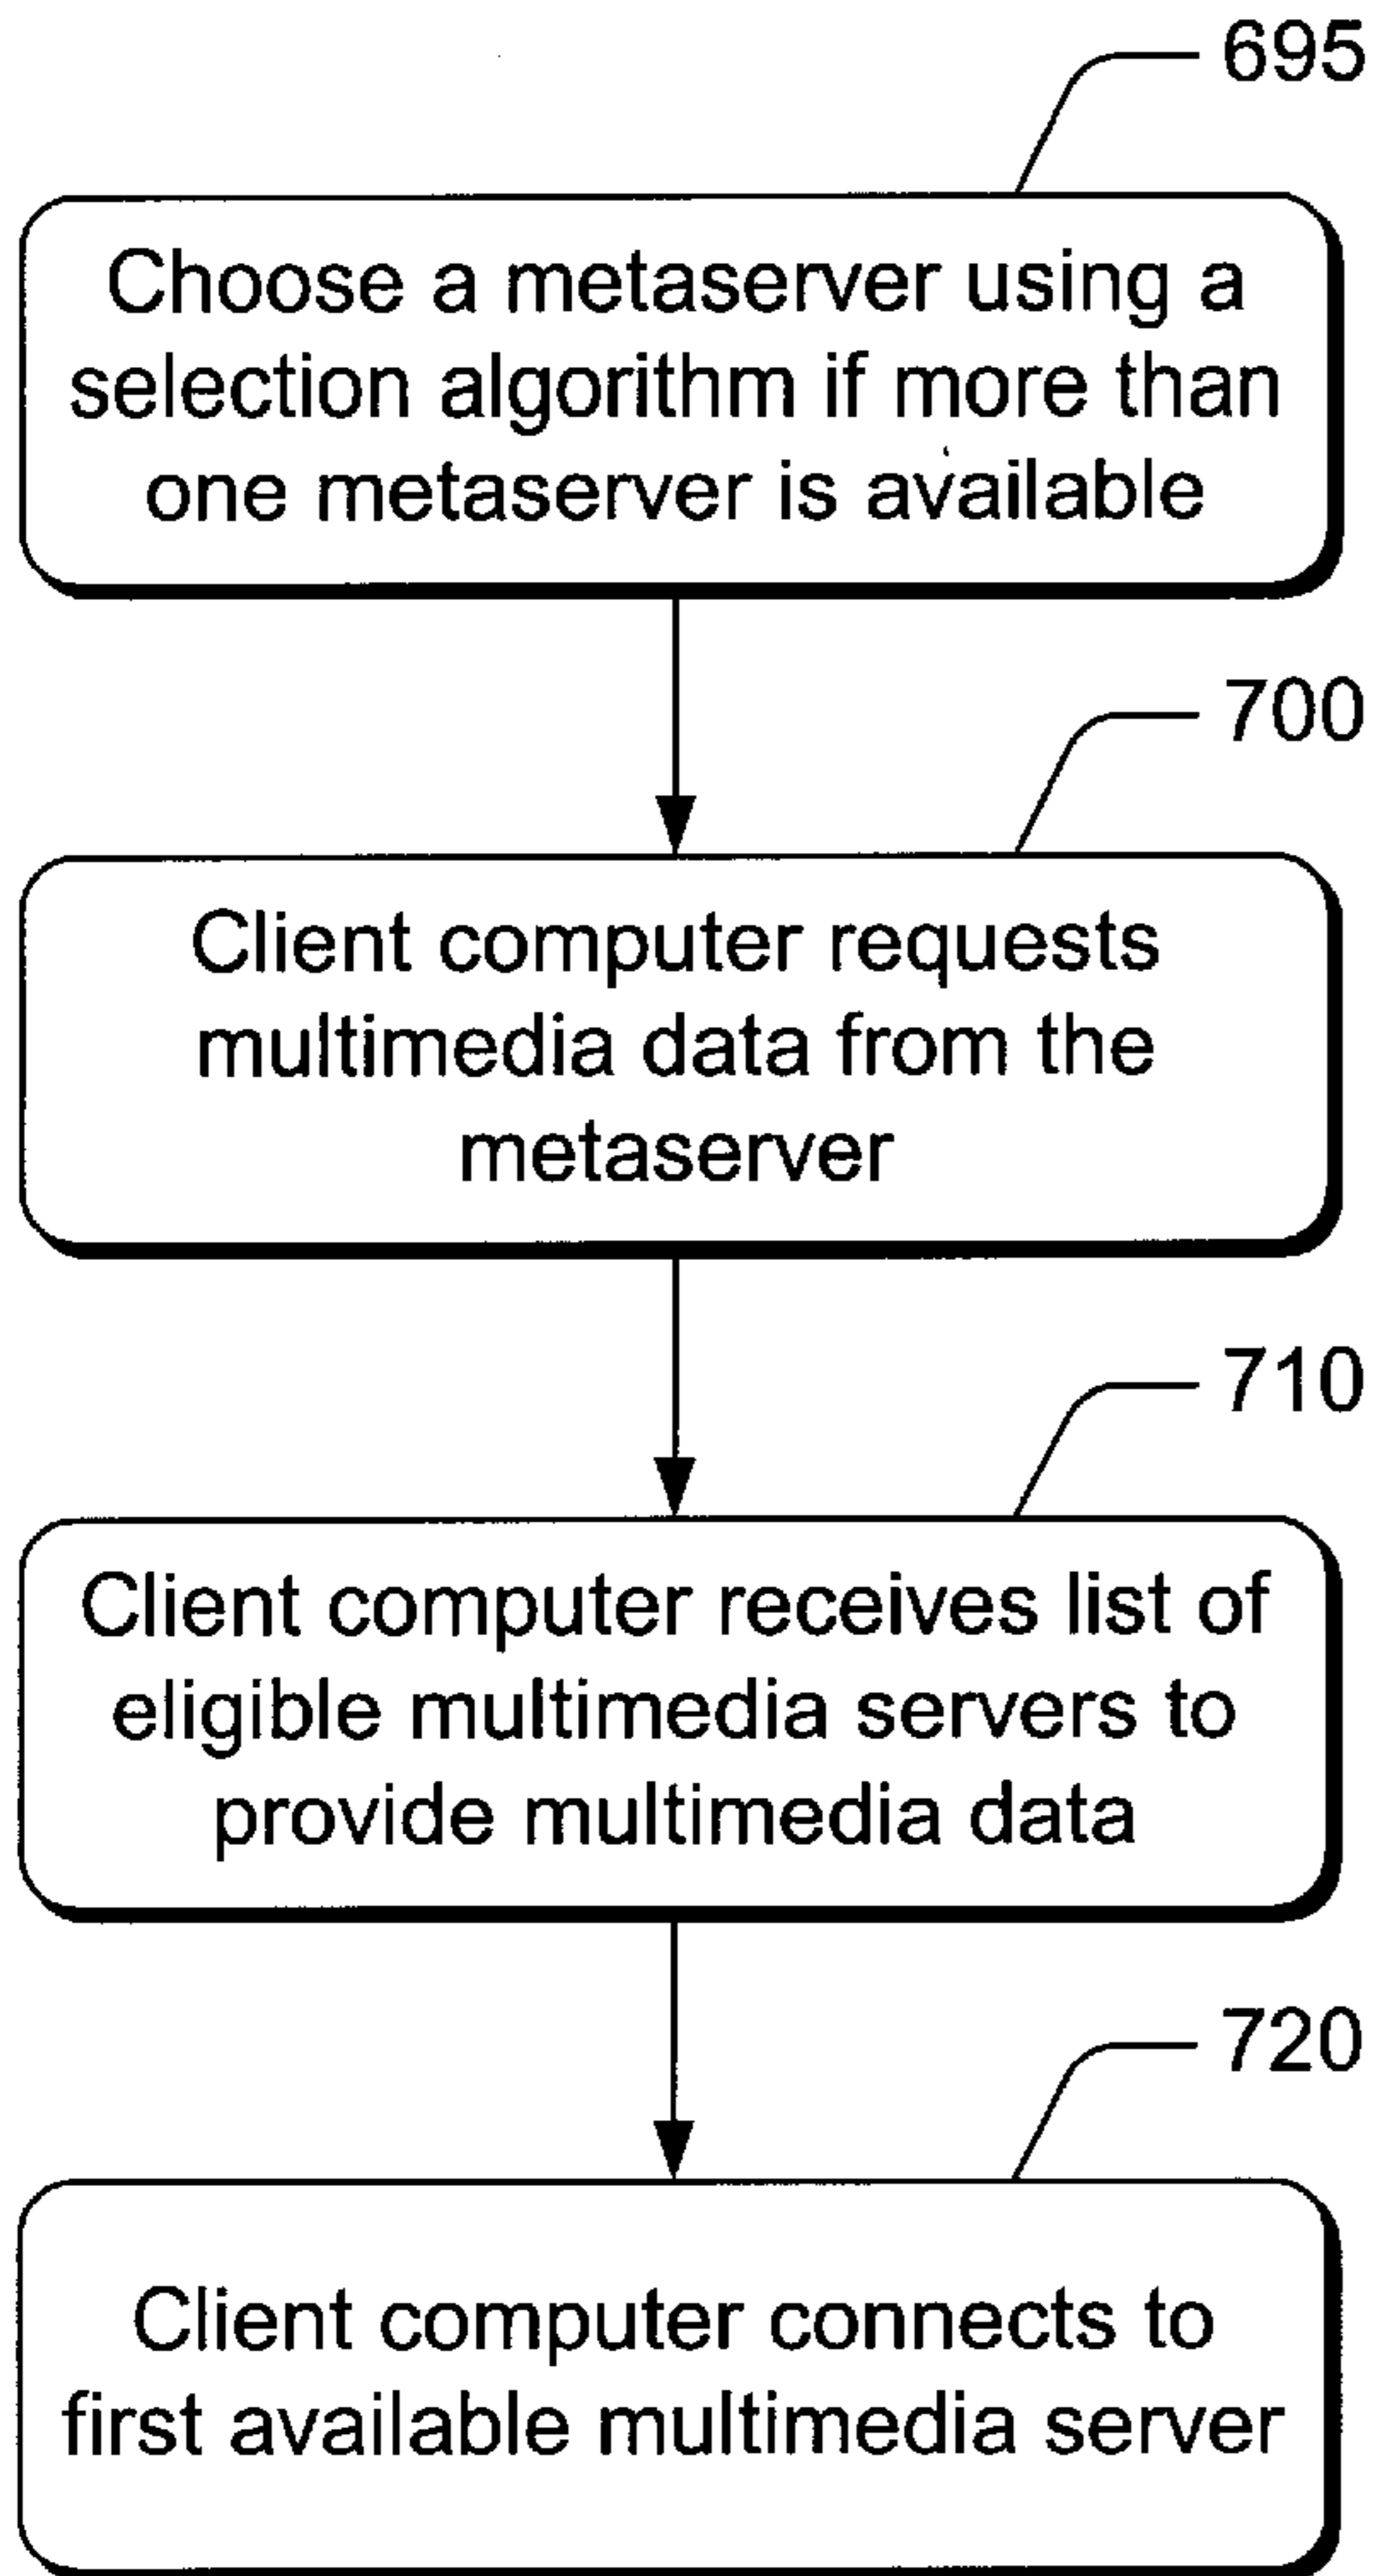 695
Choose a metaserver using a
selection algorithm if more than
one metaserver is available
700
Client computer requests
multimedia data from the
metaserver
710
Client computer receives list of
eligible multimedia servers to
provide multimedia data
720
Client computer connects to
first available multimedia server